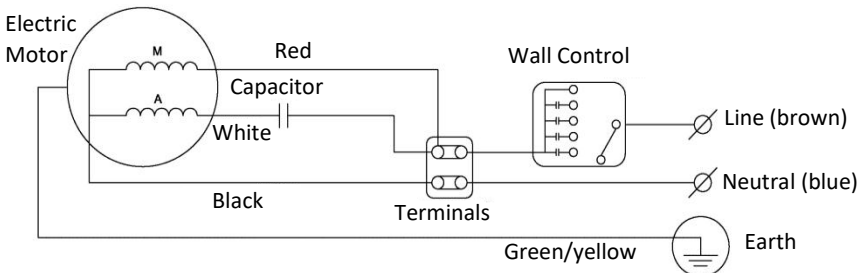 Electric
Motor
M
Red
Wall Control
Capacitor
A
White
Line (brown)
Black
Terminals
Neutral (blue)
Green/yellow
Earth